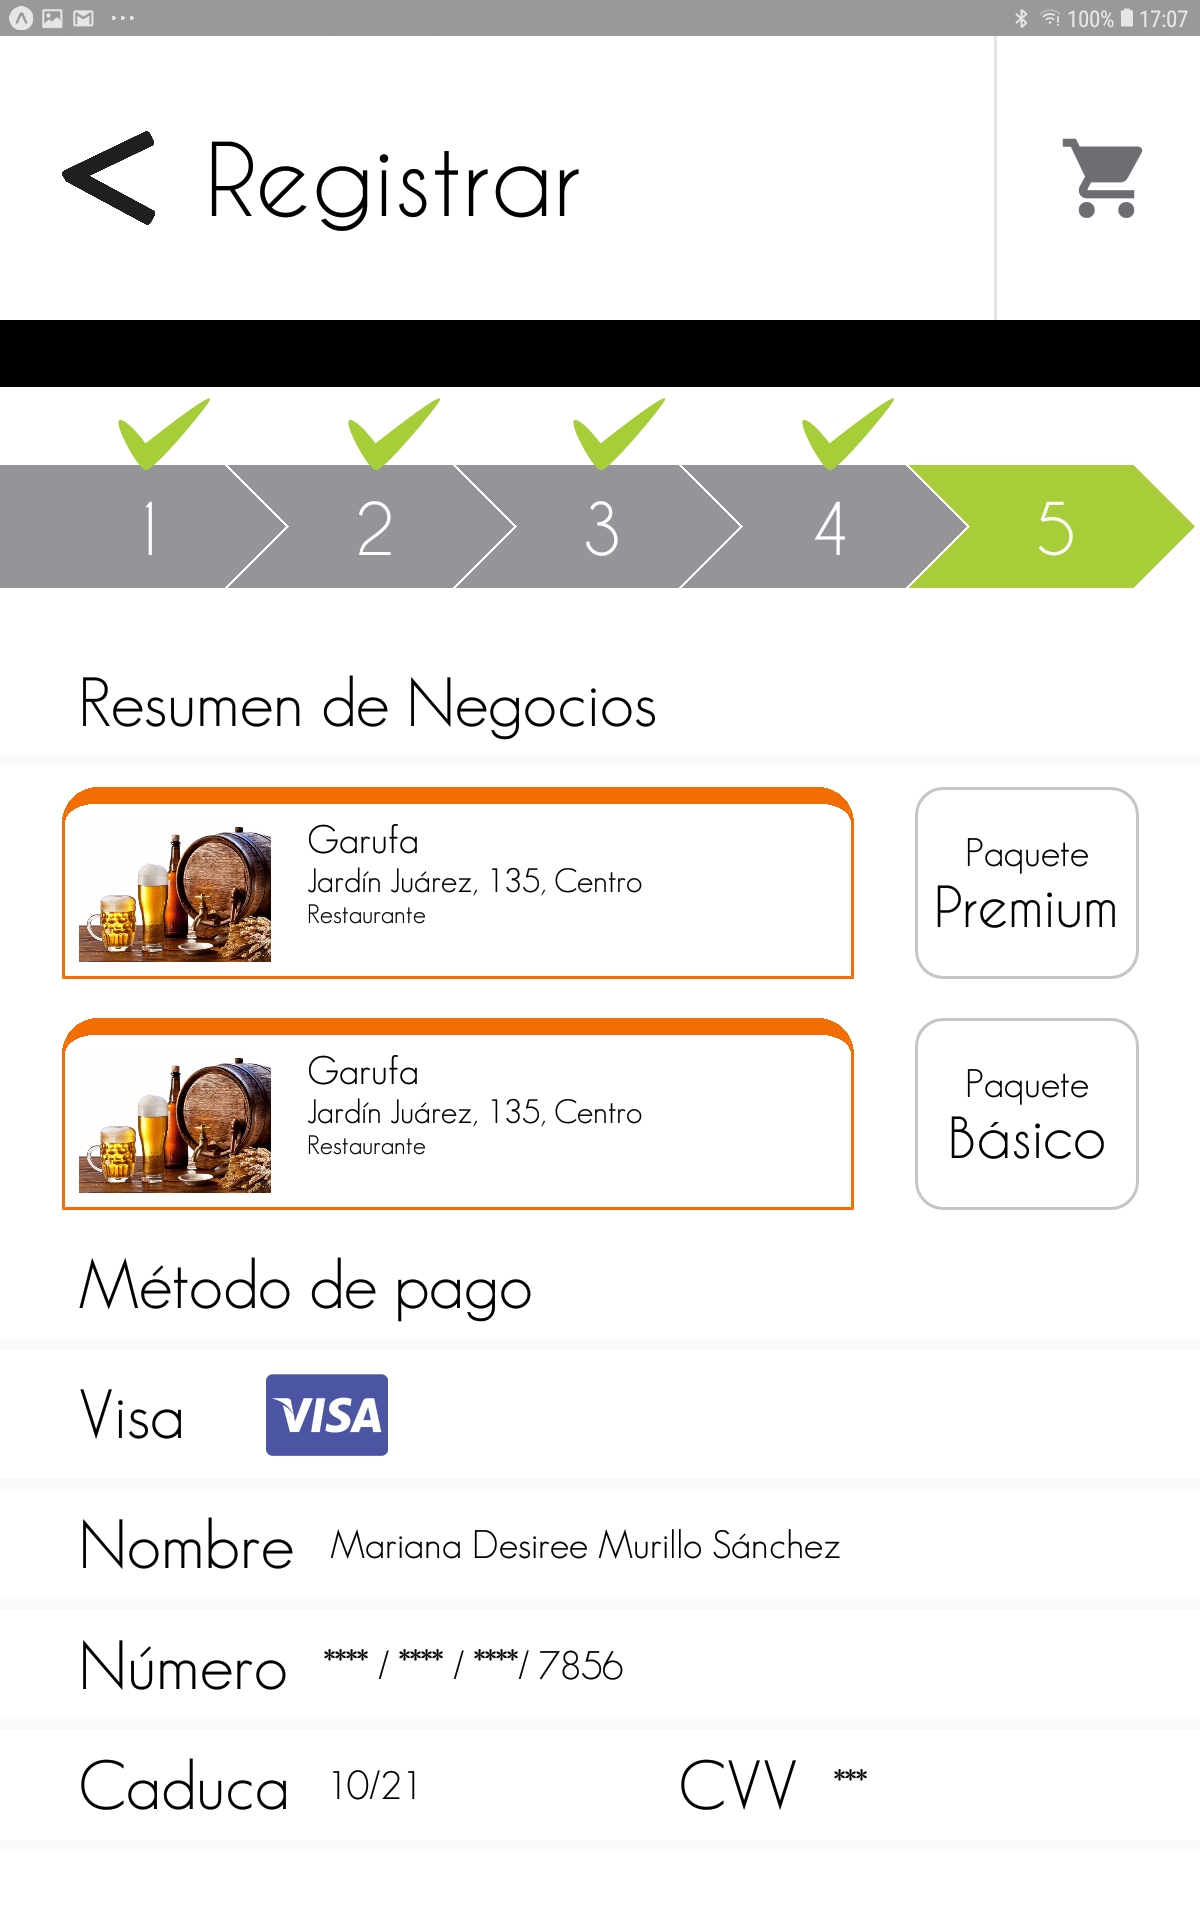 100% 17:07
Registrar
1 2 3 4 5
Resumen de Negocios
Garufa
Jardín Juárez, 135, Centro
Restaurante
Paquete
Premium
Garufa
Jardín Juárez, 135, Centro
Restaurante
Paquete
Básico
Método de pago
Visa VISA
Nombre Mariana Desiree Murillo Sánchez
Número **** / **** / ****/ 7856
Caduca 10/21 CVV ***